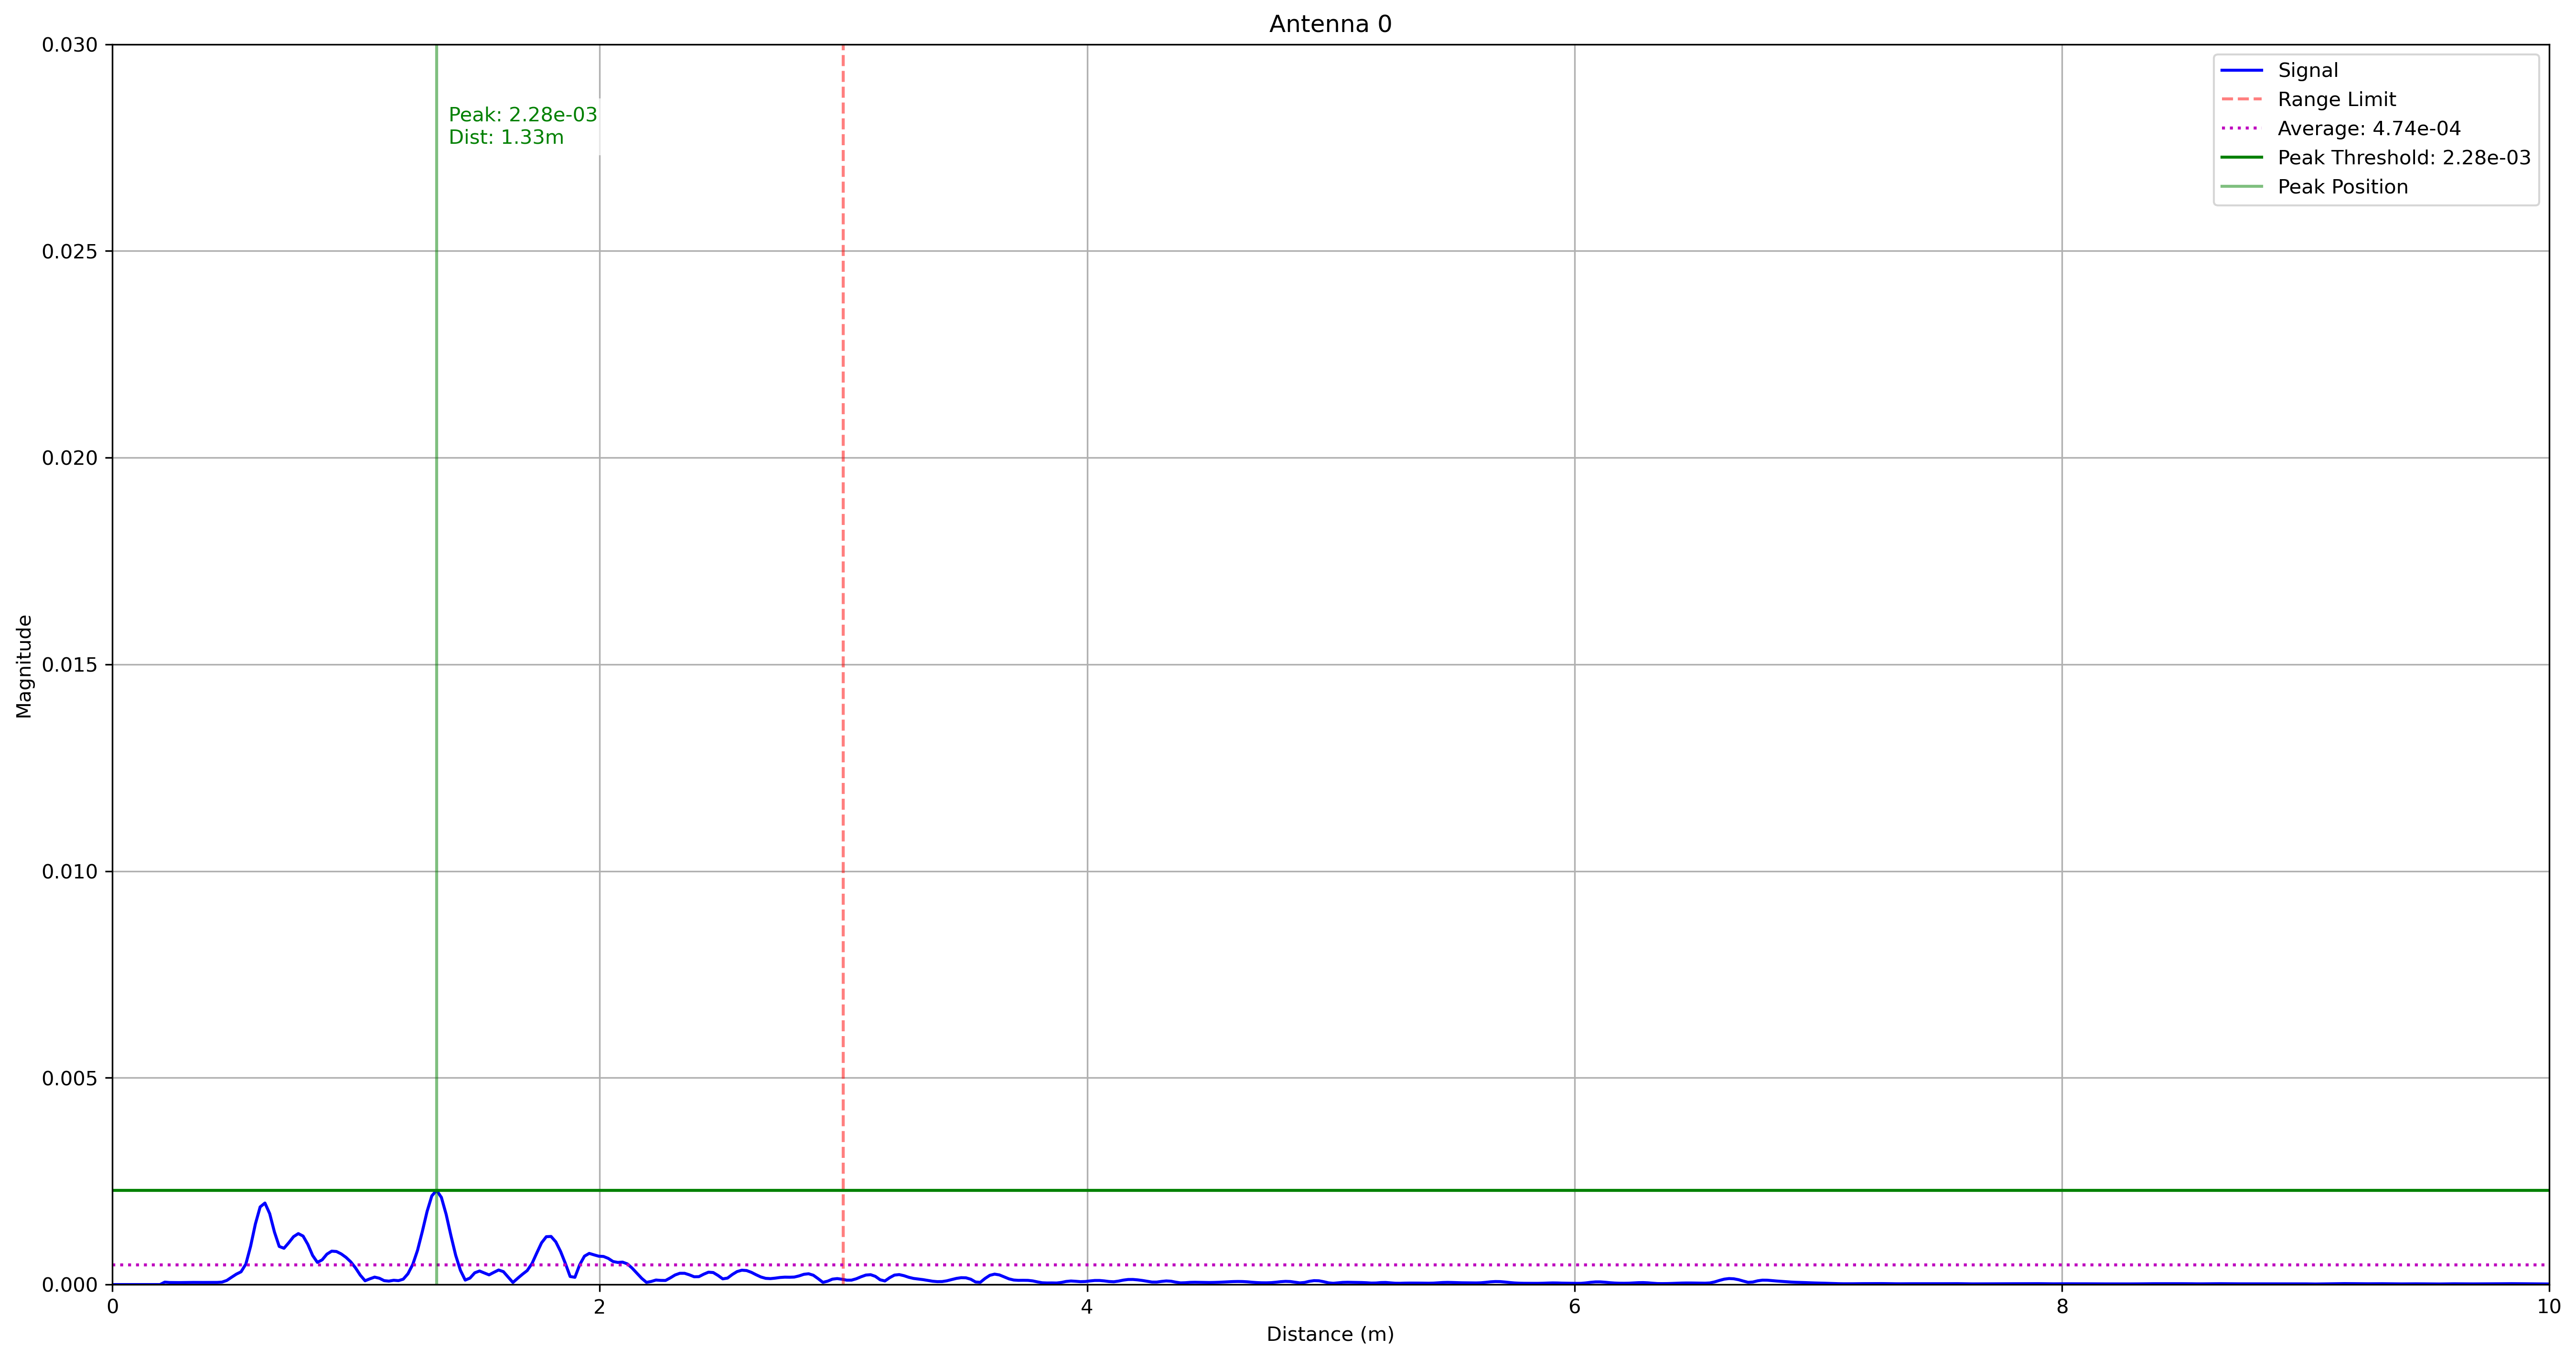 Antenna 0
0.030
0.025
0.020
0.015
0.010
0.005
0.000
Magnitude
Peak: 2.28e-03
Dist: 1.33m
Signal
Range Limit
Average: 4.74e-04
Peak Threshold: 2.28e-03
Peak Position
0 2 4 6 8 10
Distance (m)